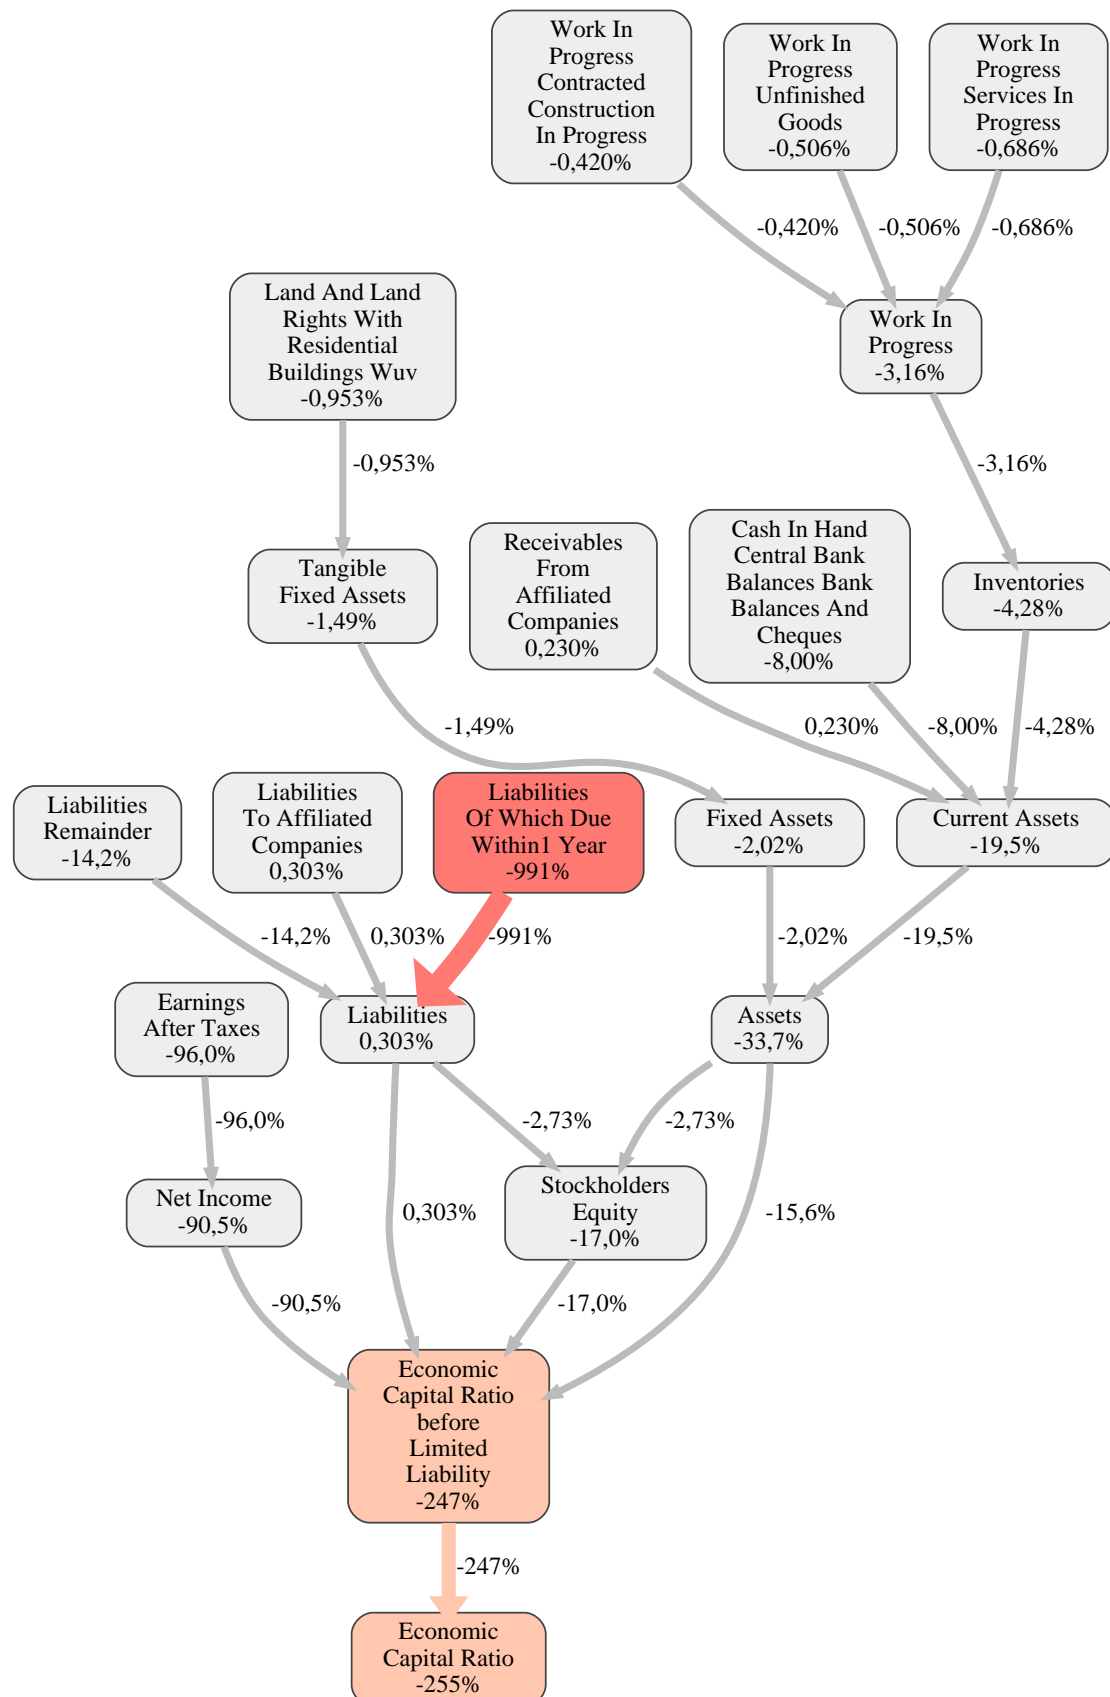 Work In
Progress
Contracted
Construction
In Progress
-0,420%
Work In
Progress
Unfinished
Goods
-0,506%
Work In
Progress
Services In
Progress
-0,686%
-0,420%
-0,506%
-0,686%
Land And Land
Rights With
Residential
Buildings Wuv
-0,953%
Work In
Progress
-3,16%
-0,953%
-3,16%
Tangible
Fixed Assets
-1,49%
Receivables
From
Affiliated
Companies
0,230%
Cash In Hand
Central Bank
Balances Bank
Balances And
Cheques
-8,00%
Inventories
-4,28%
-1,49%
0,230%
-8,00%
-4,28%
Liabilities
Remainder
-14,2%
Liabilities
To Affiliated
Companies
0,303%
Liabilities
Of Which Due
Within1 Year
-991%
Fixed Assets
-2,02%
Current Assets
-19,5%
-14,2%
0,303%
-991%
-2,02%
-19,5%
Earnings
After Taxes
-96,0%
Liabilities
0,303%
Assets
-33,7%
-96,0%
-2,73%
-2,73%
Net Income
-90,5%
0,303%
Stockholders
Equity
-17,0%
-15,6%
-90,5%
-17,0%
Economic
Capital Ratio
before
Limited
Liability
-247%
-247%
Economic
Capital Ratio
-255%